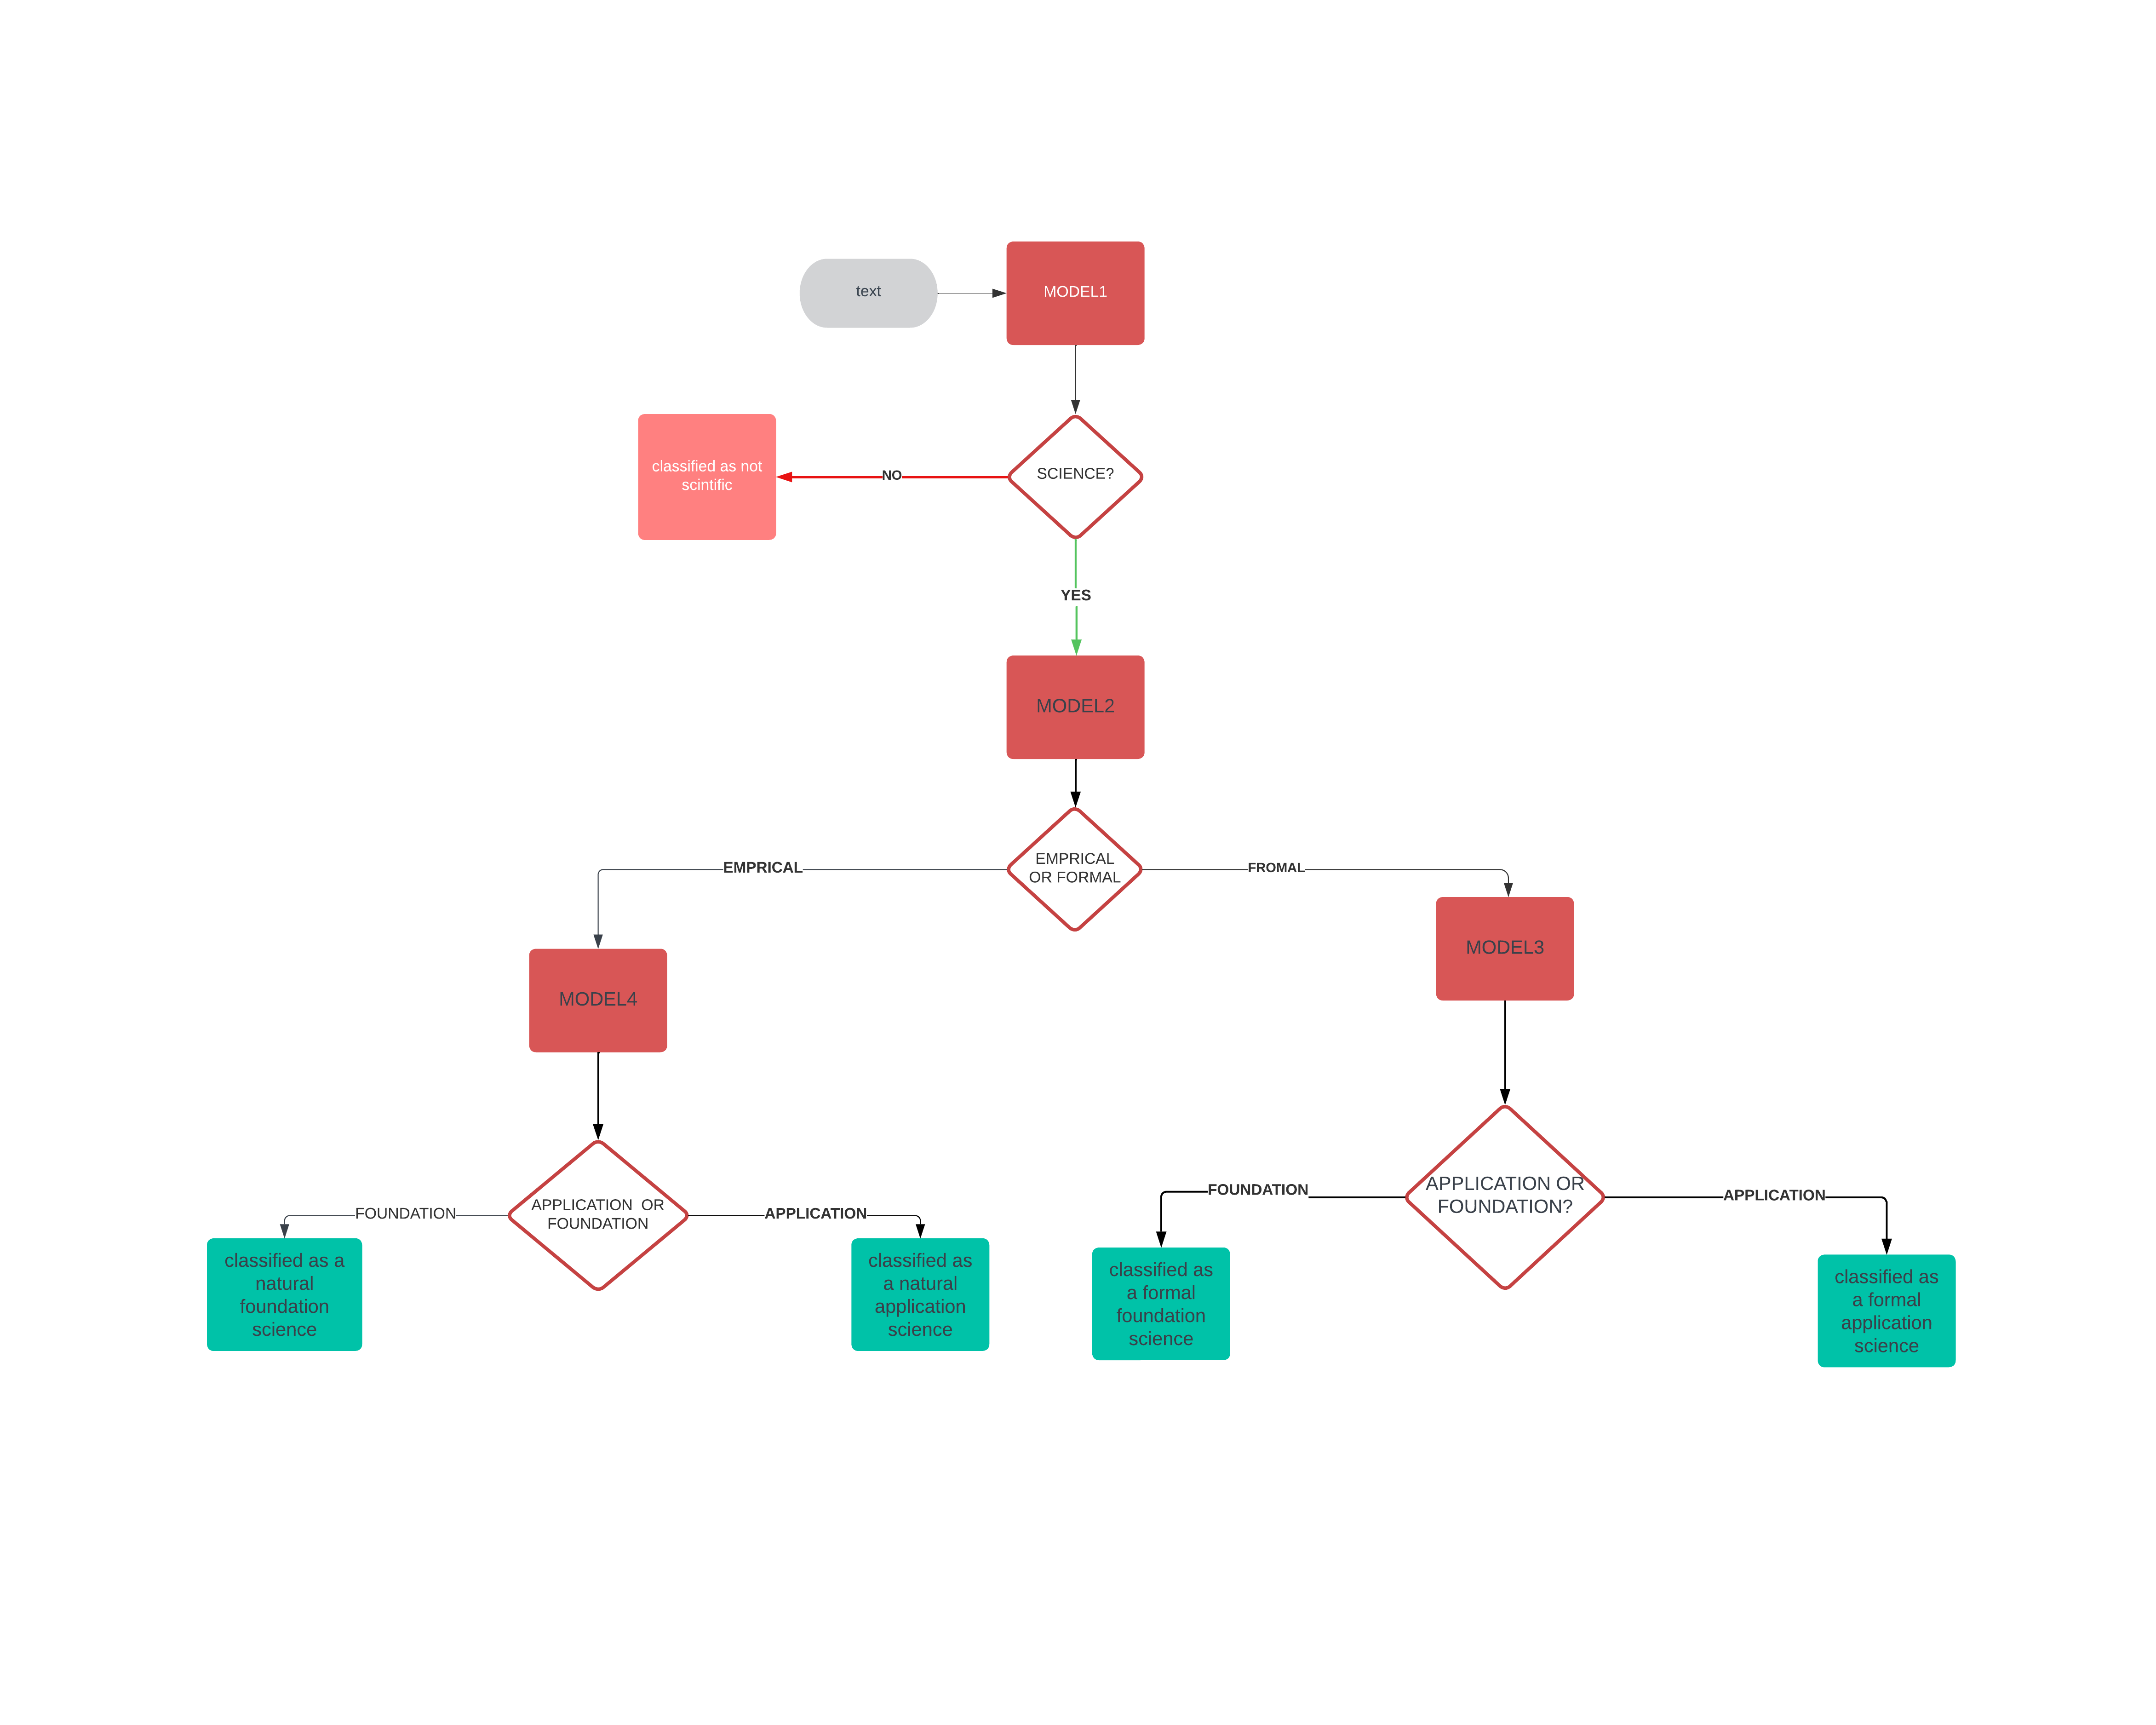 text
MODEL1
classified as not
scintific
NO
SCIENCE?
YES
MODEL2
EMPRICAL
EMPRICAL
OR FORMAL
FROMAL
MODEL4
MODEL3
FOUNDATION
APPLICATION  OR
FOUNDATION
APPLICATION
FOUNDATION
APPLICATION OR
FOUNDATION?
APPLICATION
classified as a
natural
foundation
science
classified as
a natural
application
science
classified as
a formal
foundation
science
classified as
a formal
application
science